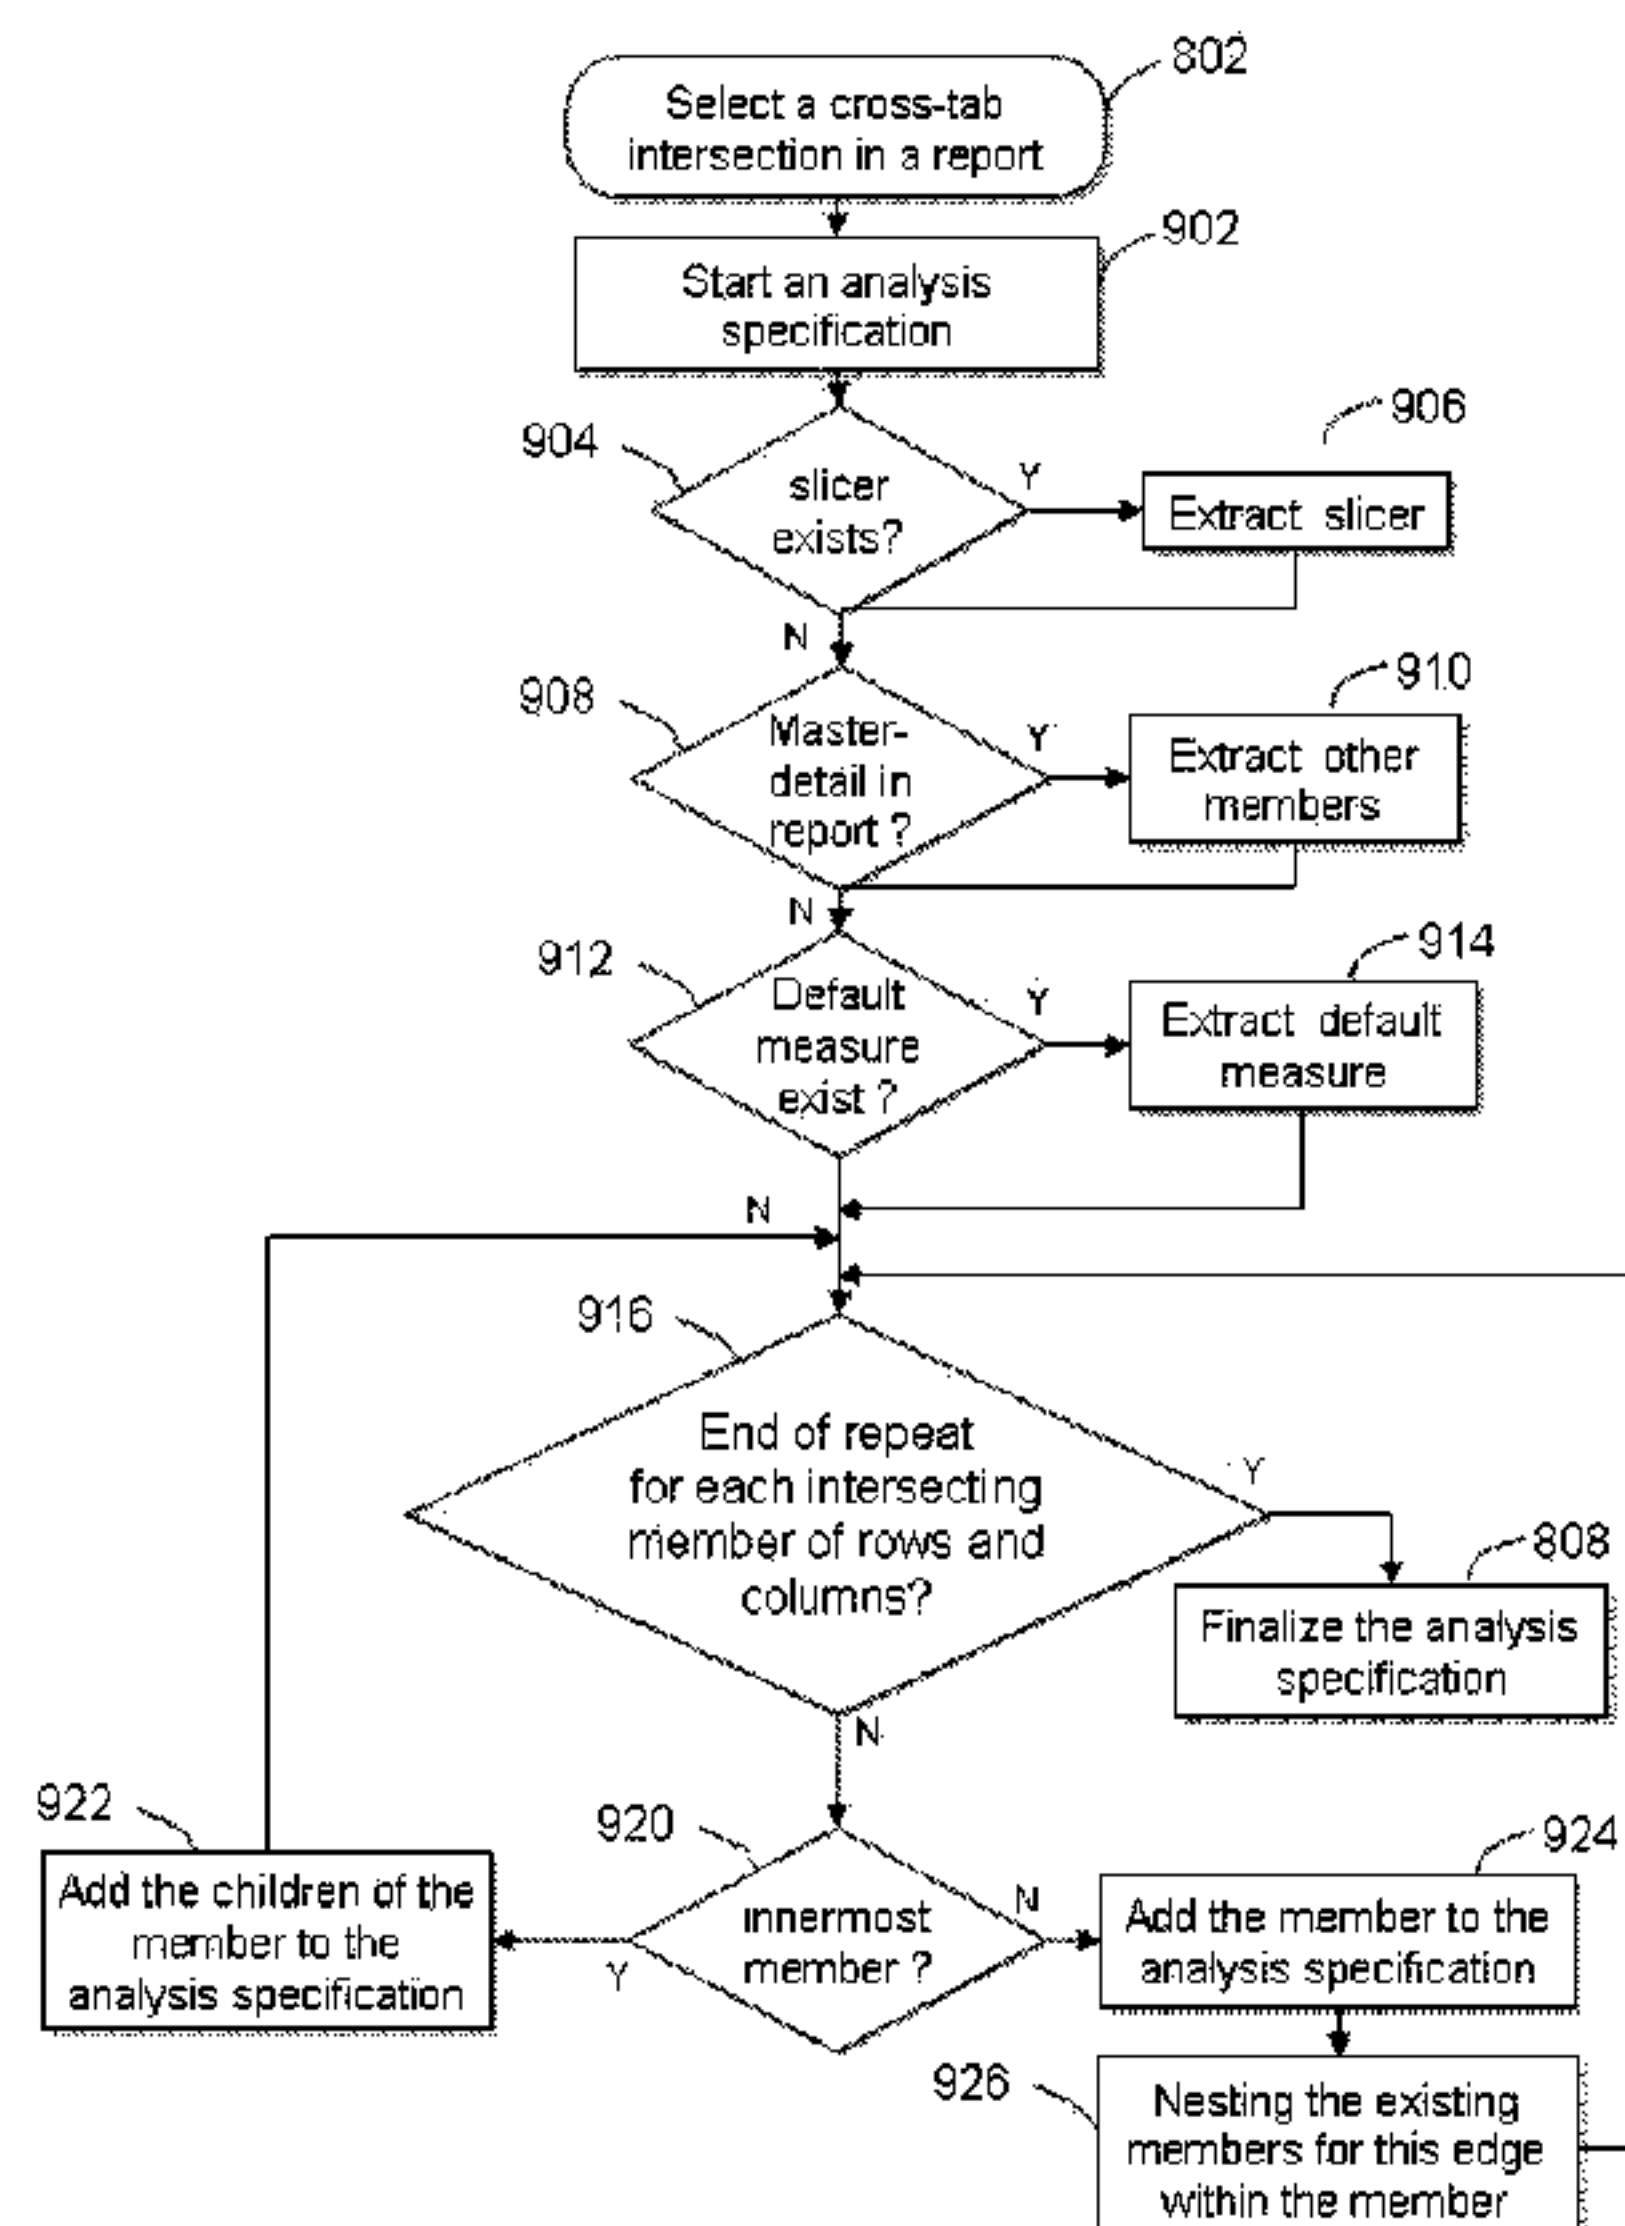 802
Select a cross-tab
intersection in a report
902
Start an analysis
specification
904
slicer
exists?
Y
906
Extract slicer
N
908
Master-
detail in
report ?
Y
910
Extract other
members
N
912
Default
measure
exist ?
Y
914
Extract default
measure
N
916
End of repeat
for each intersecting
member of rows and
columns?
Y
808
Finalize the analysis
specification
N
922
Add the children of the
member to the
analysis specification
920
innermost
member ?
Y
N
924
Add the member to the
analysis specification
926
Nesting the existing
members for this edge
within the member